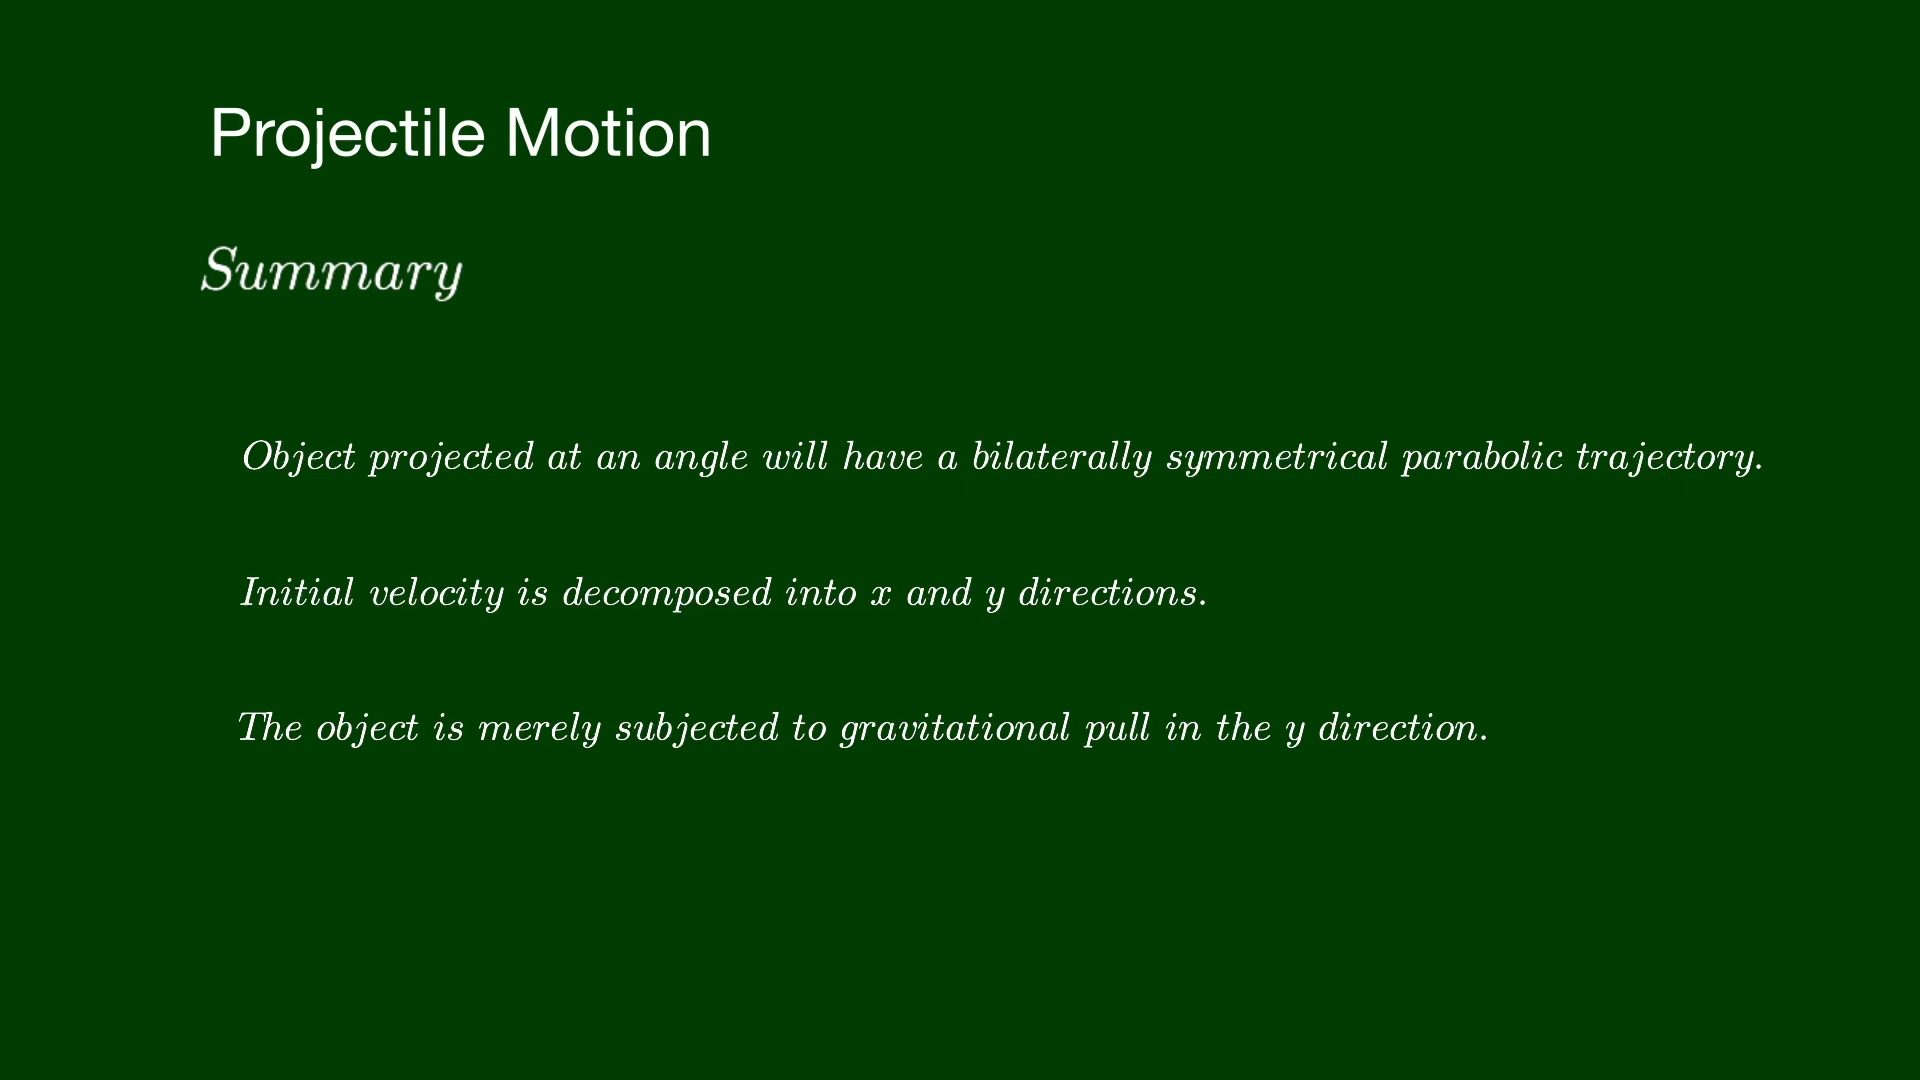 Projectile Motion
Summary
Object projected at an angle will have a bilaterally symmetrical parabolic trajectory.
Initial velocity is decomposed into x and y directions.
The object is merely subjected to gravitational pull in the y direction.